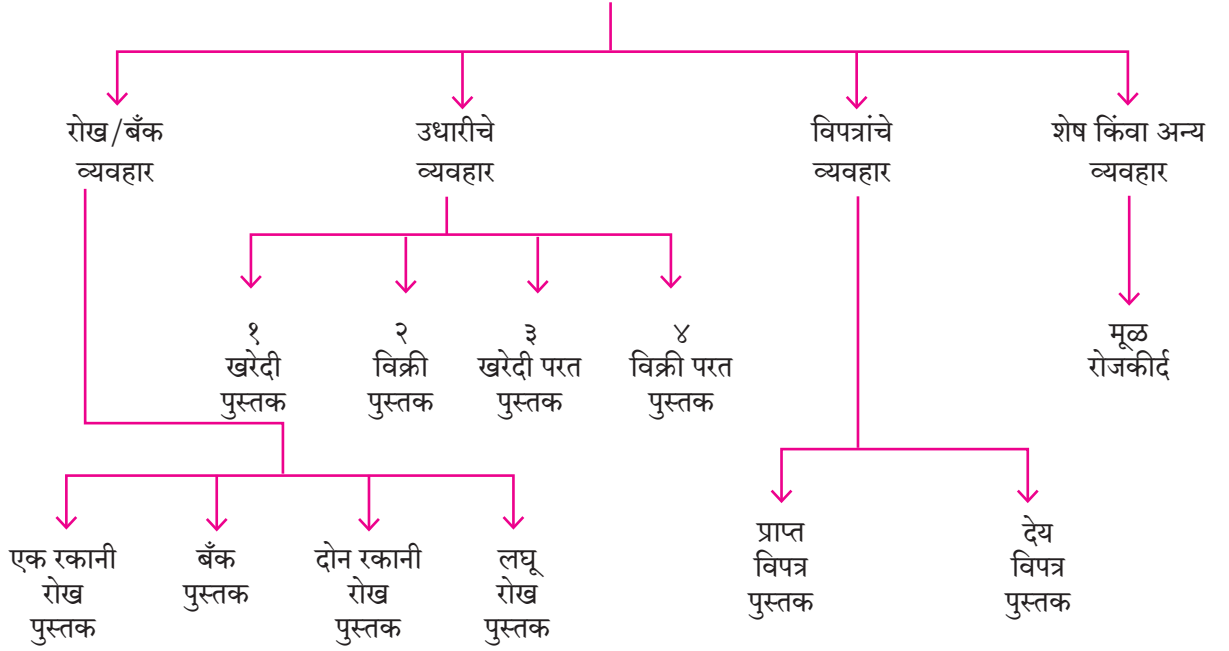 रोख/बँक
व्यवहार
उधारीचे
व्यवहार
विपत्रांचे
व्यवहार
शेष किंवा अन्य
व्यवहार
१
खरेदी
पुस्तक
२
विक्री
पुस्तक
३
खरेदी परत
पुस्तक
४
विक्री परत
पुस्तक
मूळ
रोजकीर्द
एक रकानी
रोख
पुस्तक
बँक
पुस्तक
दोन रकानी
रोख
पुस्तक
लघू
रोख
पुस्तक
प्राप्त
विपत्र
पुस्तक
देय
विपत्र
पुस्तक